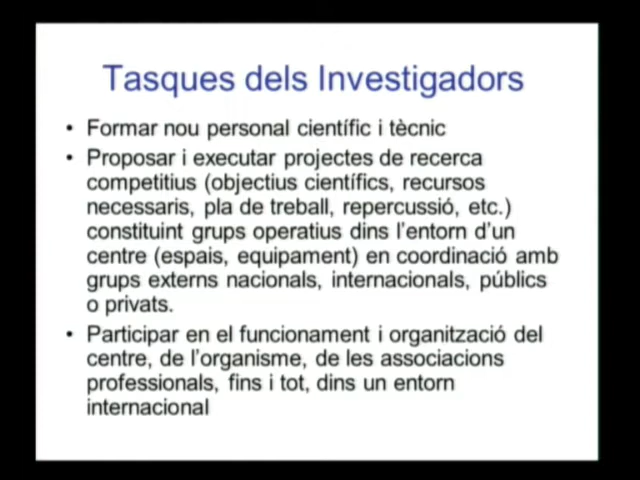 Tasques dels Investigadors
• Formar nou personal científic i tècnic
• Proposar i executar projectes de recerca
competitius (objectius científics, recursos
necessaris, pla de treball, repercussió, etc.)
constituint grups operatius dins l'entorn d'un
centre (espais, equipament) en coordinació amb
grups externs nacionals, internacionals, públics
o privats.
• Participar en el funcionament i organització del
centre, de l'organisme, de les associacions
professionals, fins i tot, dins un entorn
internacional